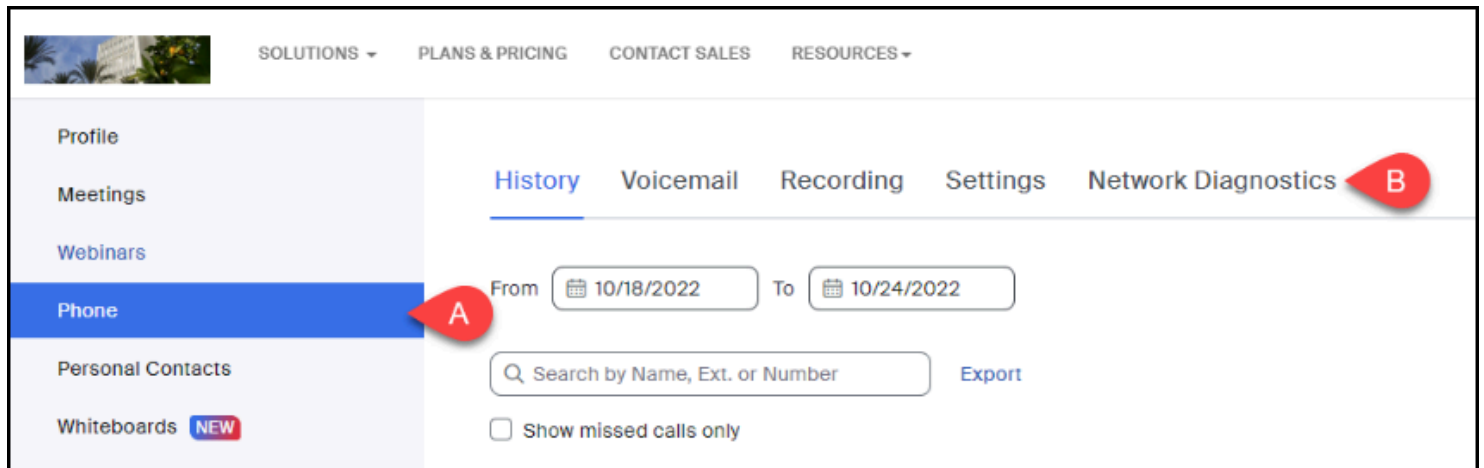 SOLUTIONS PLANS & PRICING CONTACT SALES RESOURCES
Profile
Meetings
Webinars
Phone
Personal Contacts
Whiteboards NEW
A
History Voicemail Recording Settings Network Diagnostics B
From 10/18/2022 To 10/24/2022
Search by Name, Ext. or Number Export
Show missed calls only